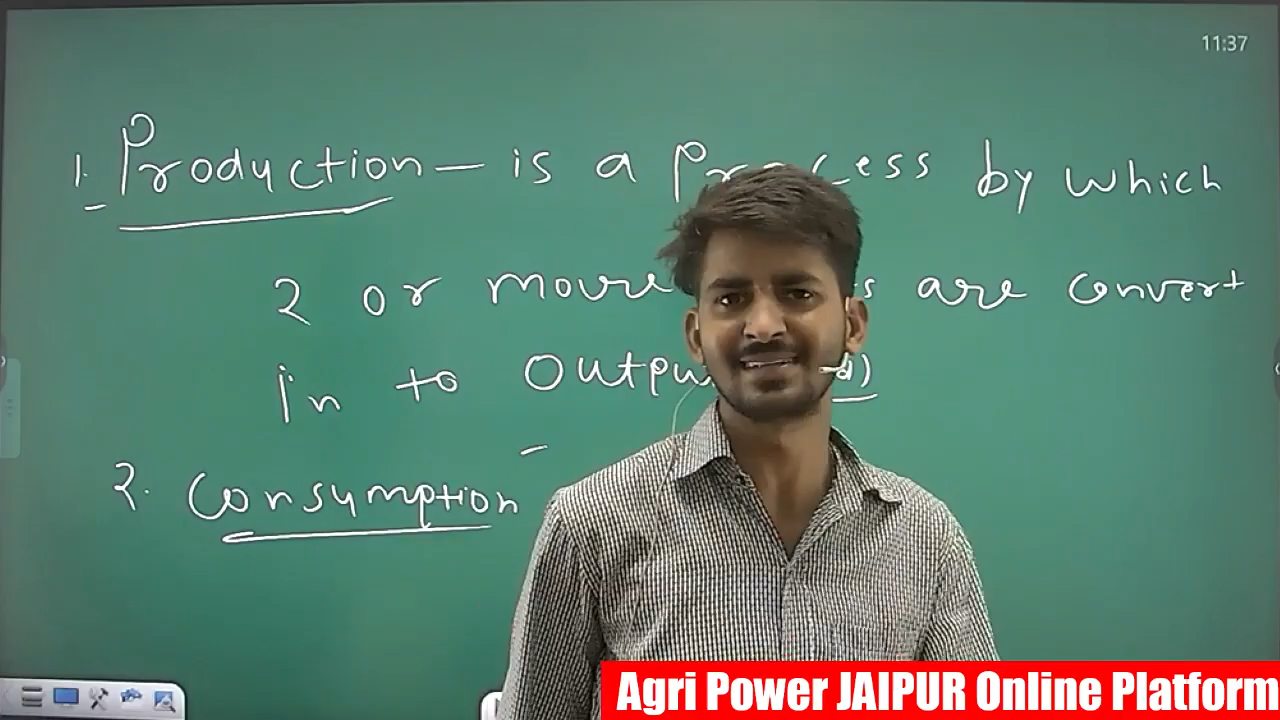 11:37
1. Production — is a Process by which
2 or moure are convert
in to Outpu
2. Consumption
Agri Power JAIPUR Online Platform